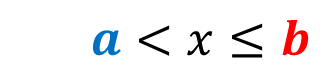 a < x ≤ b